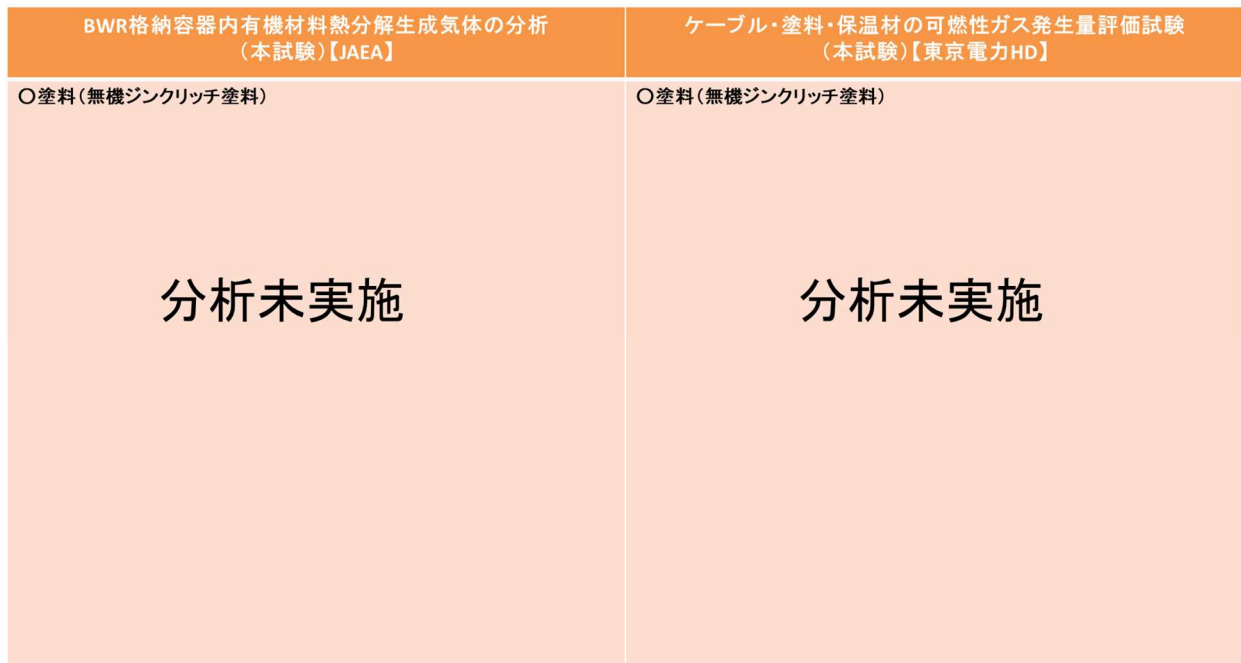 BWR格納容器内有機材料熱分解生成気体の分析
(本試験)【JAEA】
ケーブル・塗料・保温材の可燃性ガス発生量評価試験
(本試験)【東京電力HD】
○塗料(無機ジンクリッチ塗料)
○塗料(無機ジンクリッチ塗料)
分析未実施
分析未実施